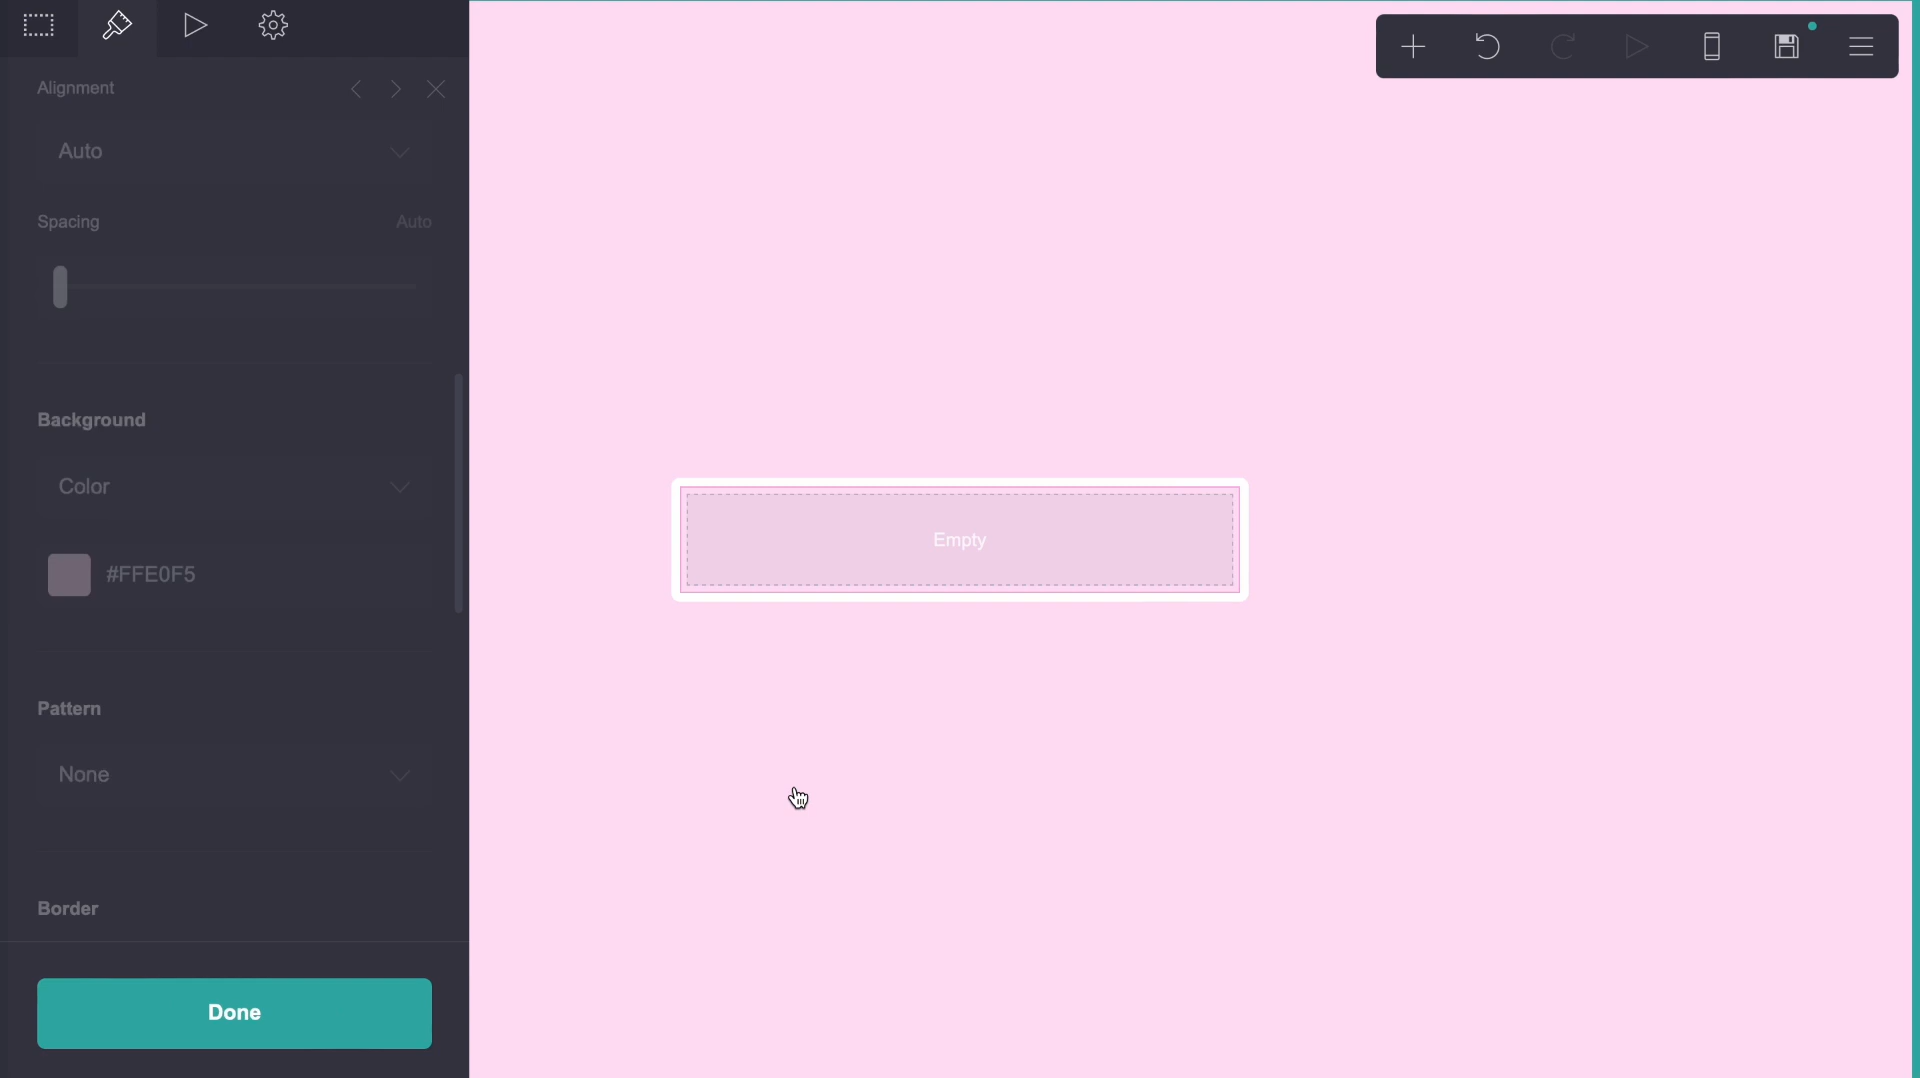 Alignment
Auto
Spacing
Auto
Background
Color
#FFE0F5
Pattern
None
Border
Done
Empty